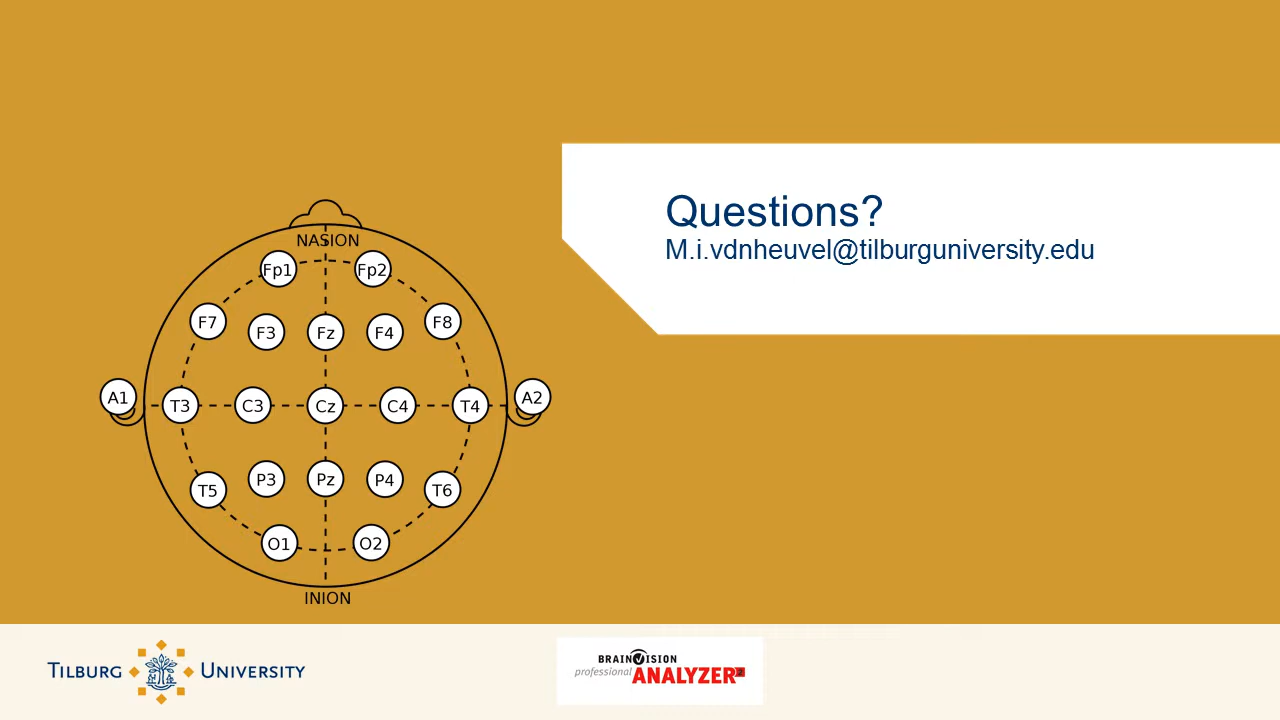 Questions?
M.i.vdnheuvel@tilburguniversity.edu
NASION
Fp1 Fp2
F7 F3 Fz F4 F8
A1 T3 C3 Cz C4 T4 A2
T5 P3 Pz P4 T6
O1 O2
INION
TILBURG UNIVERSITY
BRAINVISION
professional ANALYZER 2